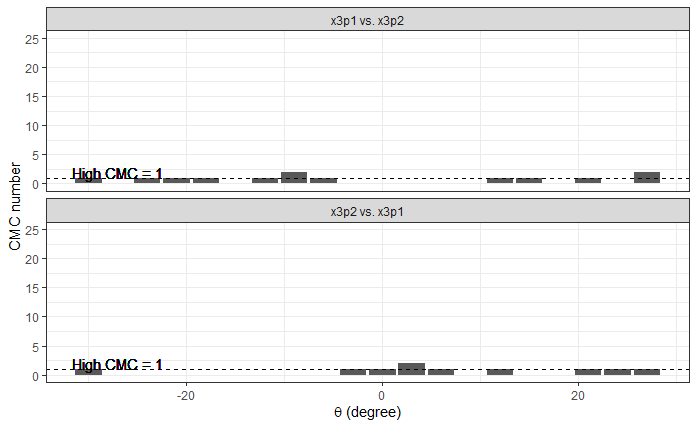 x3p1 vs. x3p2
25
20
15
10
5
0
High CMC = 1
CMC number
x3p2 vs. x3p1
25
20
15
10
5
0
High CMC = 1
-20
0
20
θ (degree)